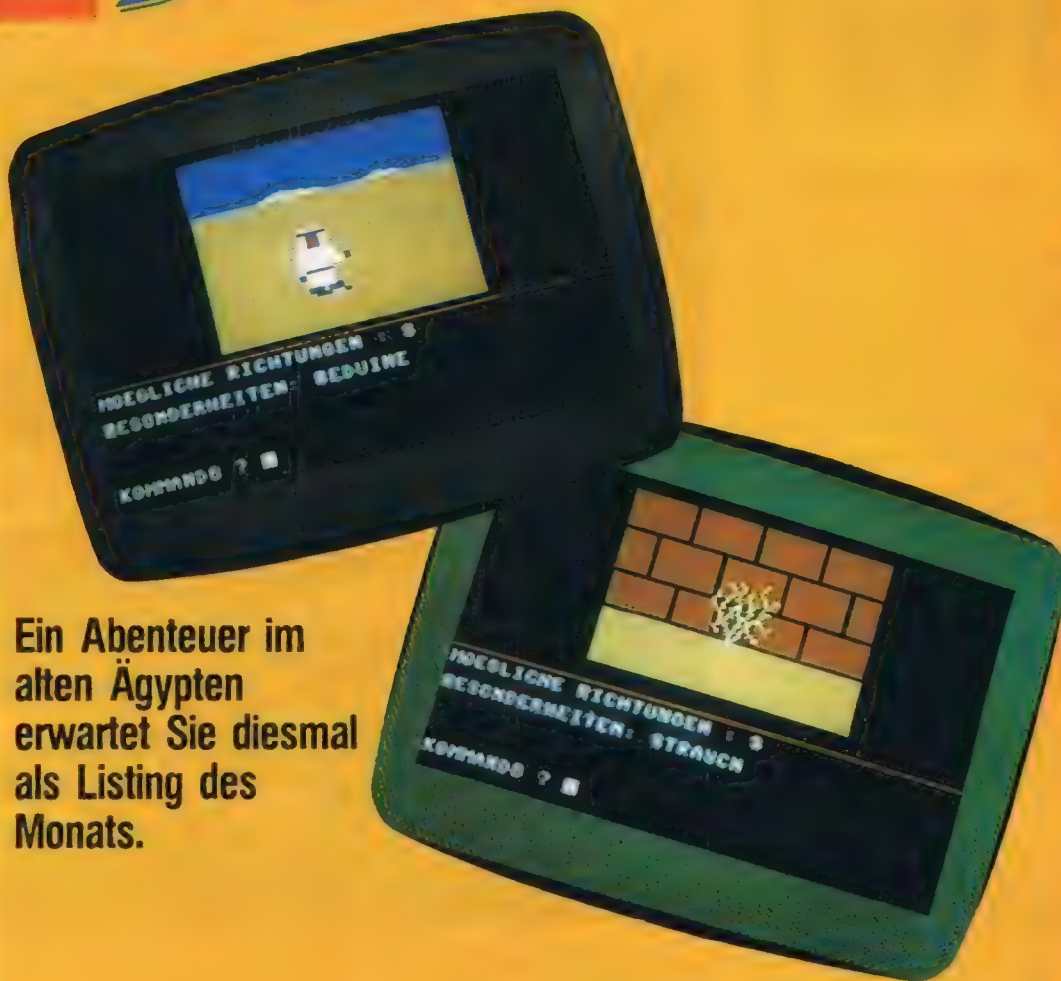 MOEGLICHE RICHTUNGEN : S
BESONDERHEITEN: BEDUINE
KOMMANDO ?
MOEGLICHE RICHTUNGEN : S
BESONDERHEITEN: STRAUCH
KOMMANDO ?
Ein Abenteuer im
alten Ägypten
erwartet Sie diesmal
als Listing des
Monats.